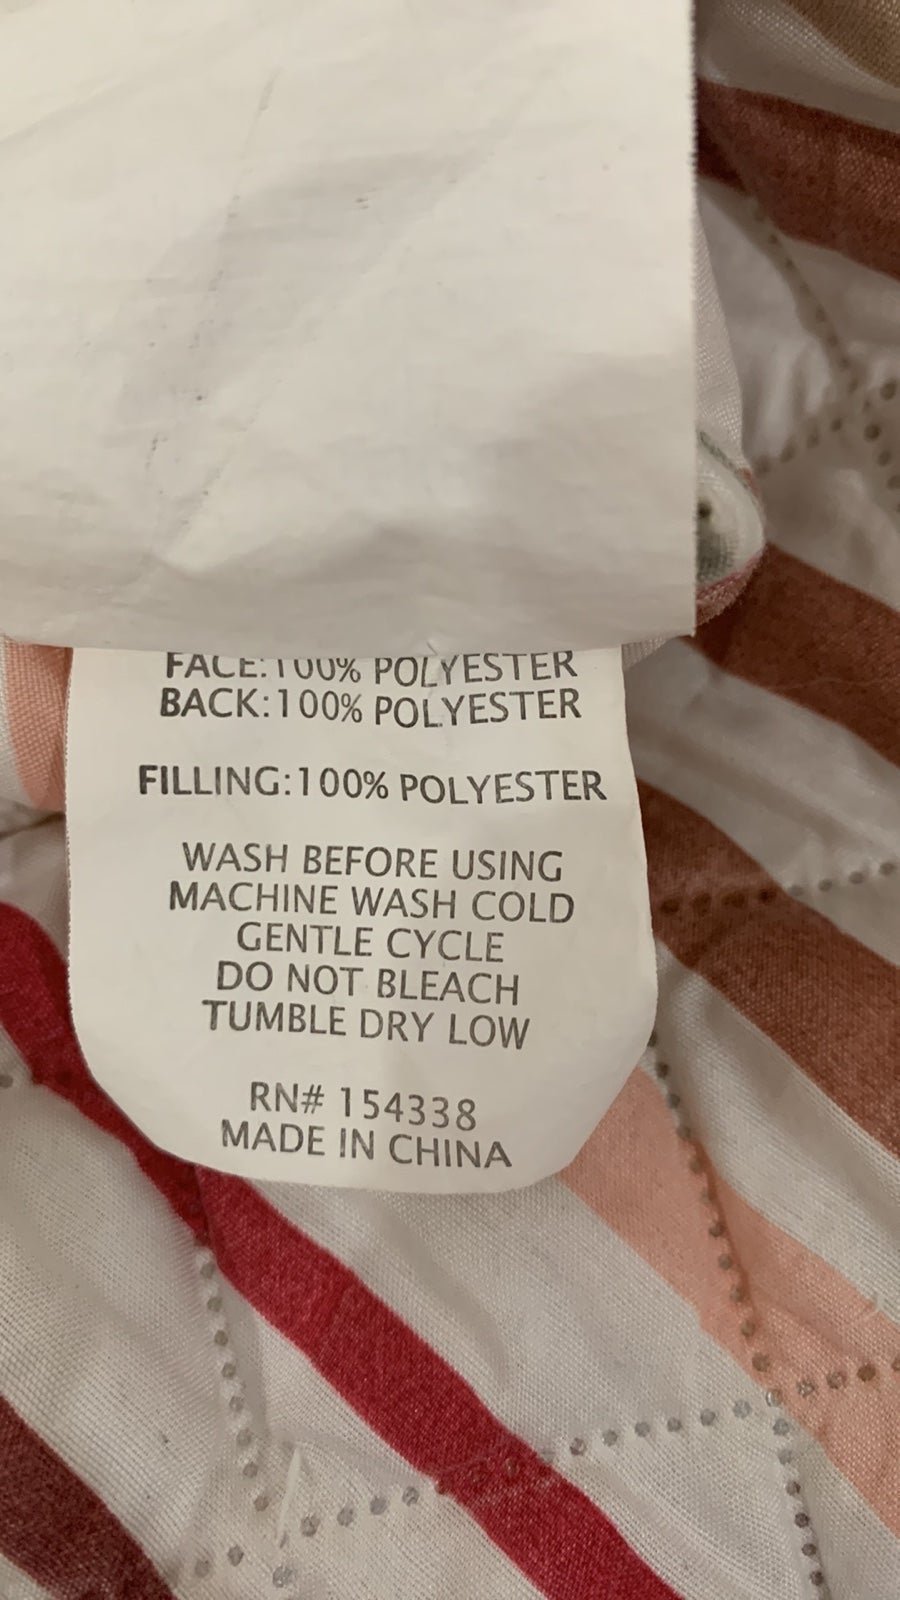 FACE:100% POLYESTER
BACK:100% POLYESTER
FILLING:100% POLYESTER
WASH BEFORE USING
MACHINE WASH COLD
GENTLE CYCLE
DO NOT BLEACH
TUMBLE DRY LOW
RN# 154338
MADE IN CHINA